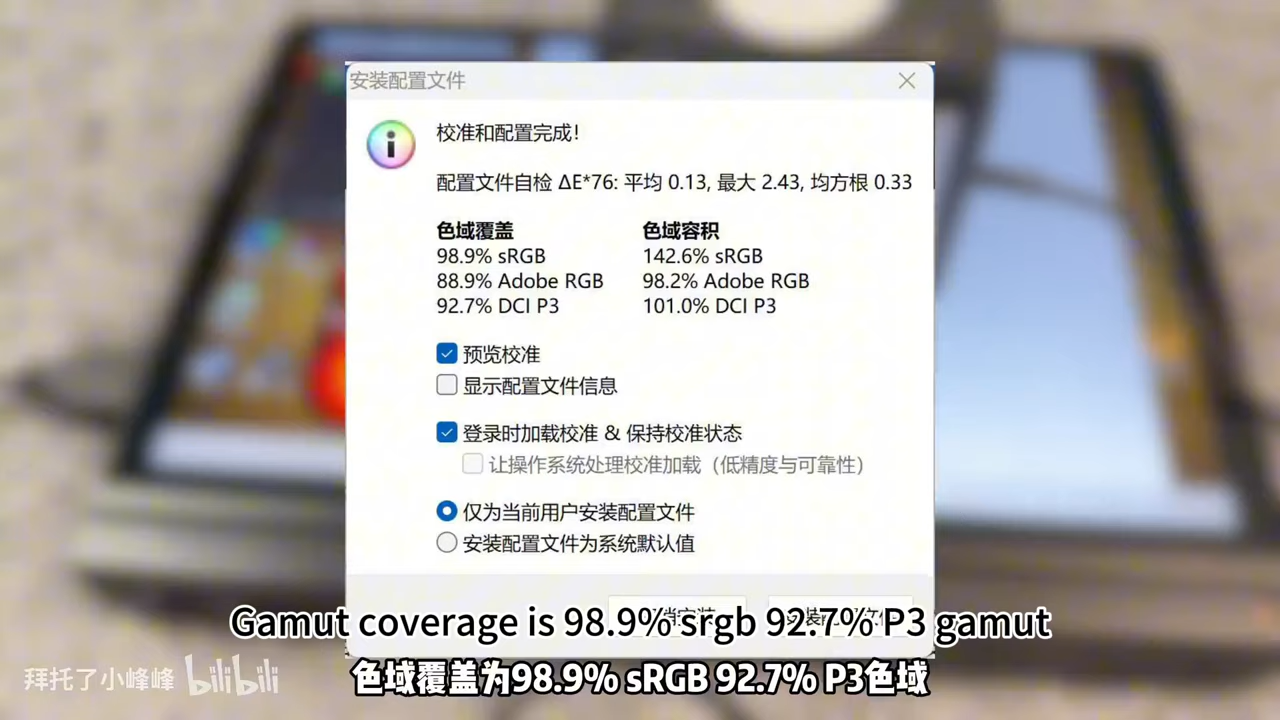 安装配置文件
校准和配置完成!
配置文件自检 ΔE*76: 平均 0.13, 最大 2.43, 均方根 0.33
色域覆盖 色域容积
98.9% sRGB 142.6% sRGB
88.9% Adobe RGB 98.2% Adobe RGB
92.7% DCI P3 101.0% DCI P3
预览校准
显示配置文件信息
登录时加载校准 & 保持校准状态
让操作系统处理校准加载（低精度与可靠性）
仅为当前用户安装配置文件
安装配置文件为系统默认值
Gamut coverage is 98.9% srgb 92.7% P3 gamut
色域覆盖为98.9% sRGB 92.7% P3色域
拜托了小峰峰 bilibili